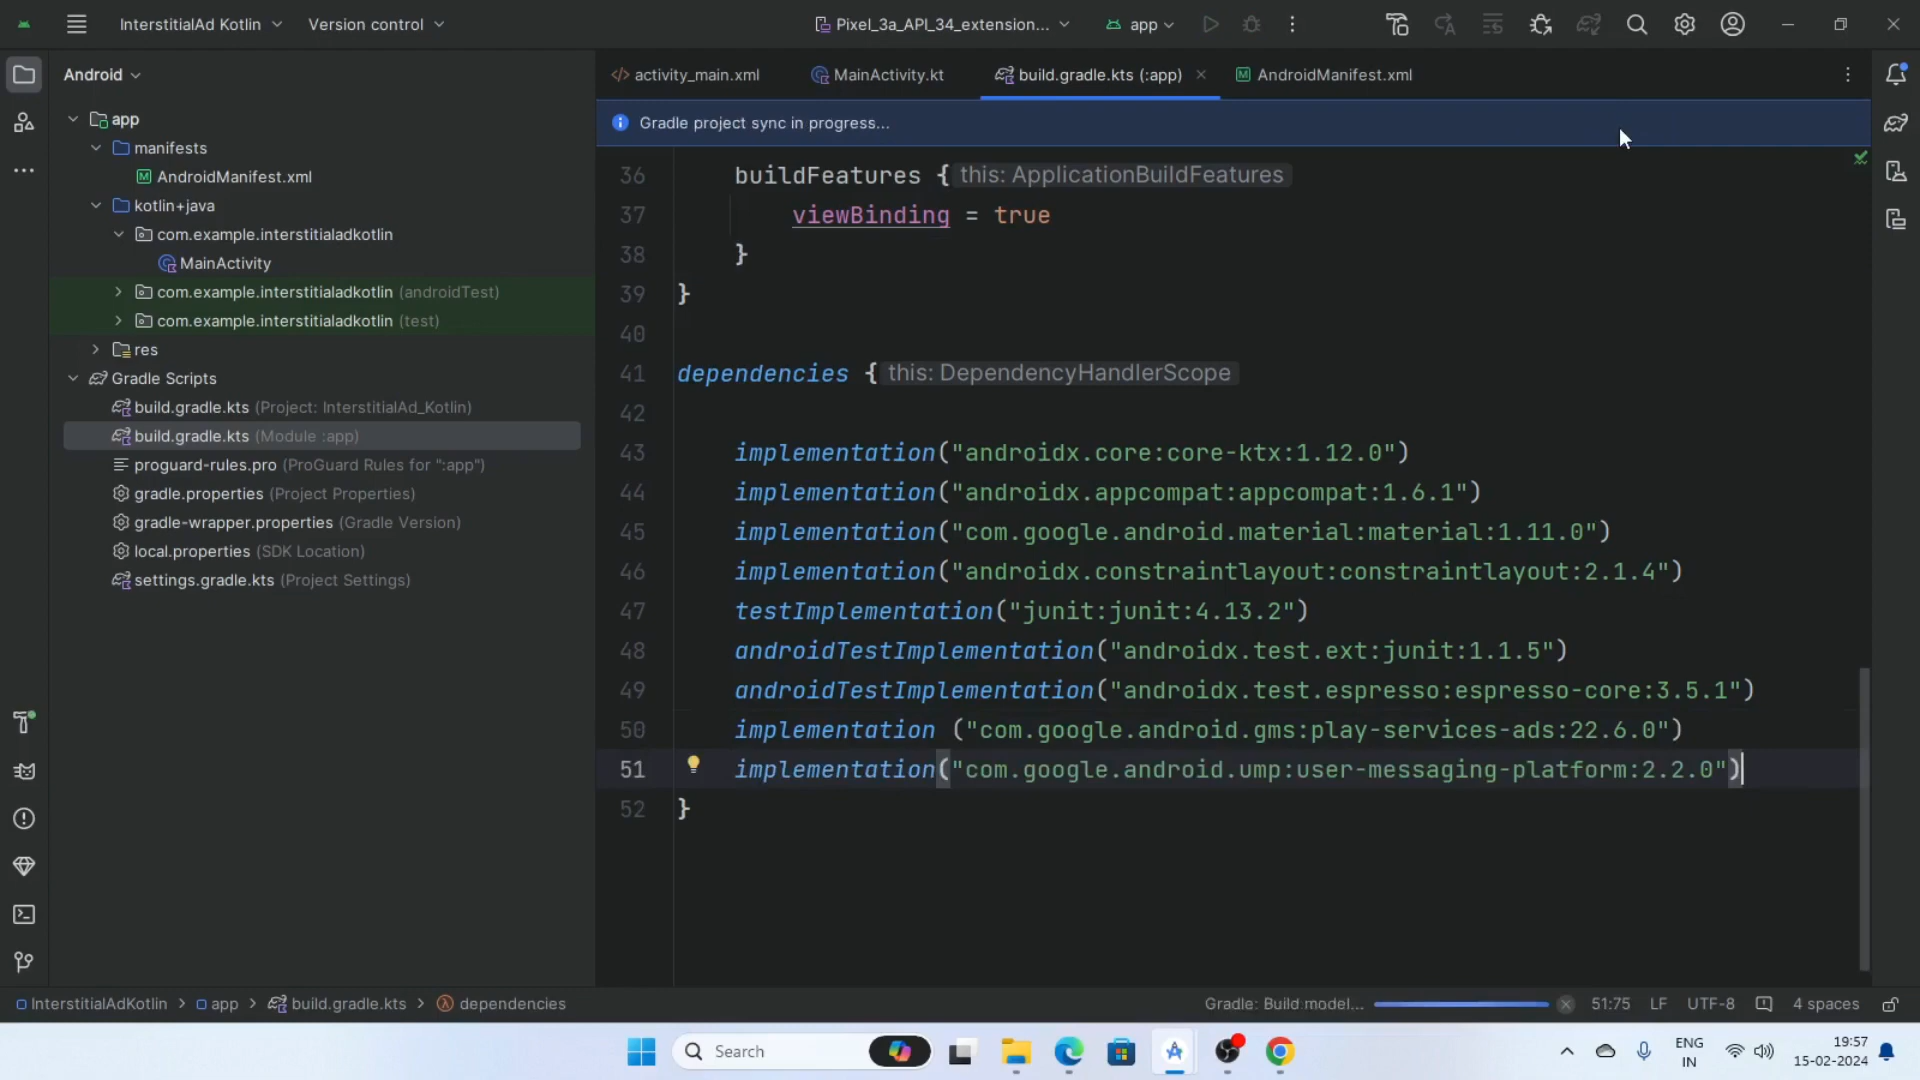 InterstitialAd Kotlin
Version control
Pixel_3a_API_34_extension...
app
Android
activity_main.xml
MainActivity.kt
build.gradle.kts (:app)
AndroidManifest.xml
Gradle project sync in progress...
app
manifests
AndroidManifest.xml
kotlin+java
com.example.interstitialadkotlin
MainActivity
com.example.interstitialadkotlin (androidTest)
com.example.interstitialadkotlin (test)
res
Gradle Scripts
build.gradle.kts (Project: InterstitialAd_Kotlin)
build.gradle.kts (Module :app)
proguard-rules.pro (ProGuard Rules for ":app")
gradle.properties (Project Properties)
gradle-wrapper.properties (Gradle Version)
local.properties (SDK Location)
settings.gradle.kts (Project Settings)
36 buildFeatures { this: ApplicationBuildFeatures
37 viewBinding = true
38 }
39 }
40
41 dependencies { this: DependencyHandlerScope
42
43 implementation("androidx.core:core-ktx:1.12.0")
44 implementation("androidx.appcompat:appcompat:1.6.1")
45 implementation("com.google.android.material:material:1.11.0")
46 implementation("androidx.constraintlayout:constraintlayout:2.1.4")
47 testImplementation("junit:junit:4.13.2")
48 androidTestImplementation("androidx.test.ext:junit:1.1.5")
49 androidTestImplementation("androidx.test.espresso:espresso-core:3.5.1")
50 implementation ("com.google.android.gms:play-services-ads:22.6.0")
51 implementation("com.google.android.ump:user-messaging-platform:2.2.0")
52 }
InterstitialAdKotlin > app > build.gradle.kts > dependencies
Gradle: Build model...
51:75 LF UTF-8 4 spaces
Search
ENG
IN
19:57
15-02-2024